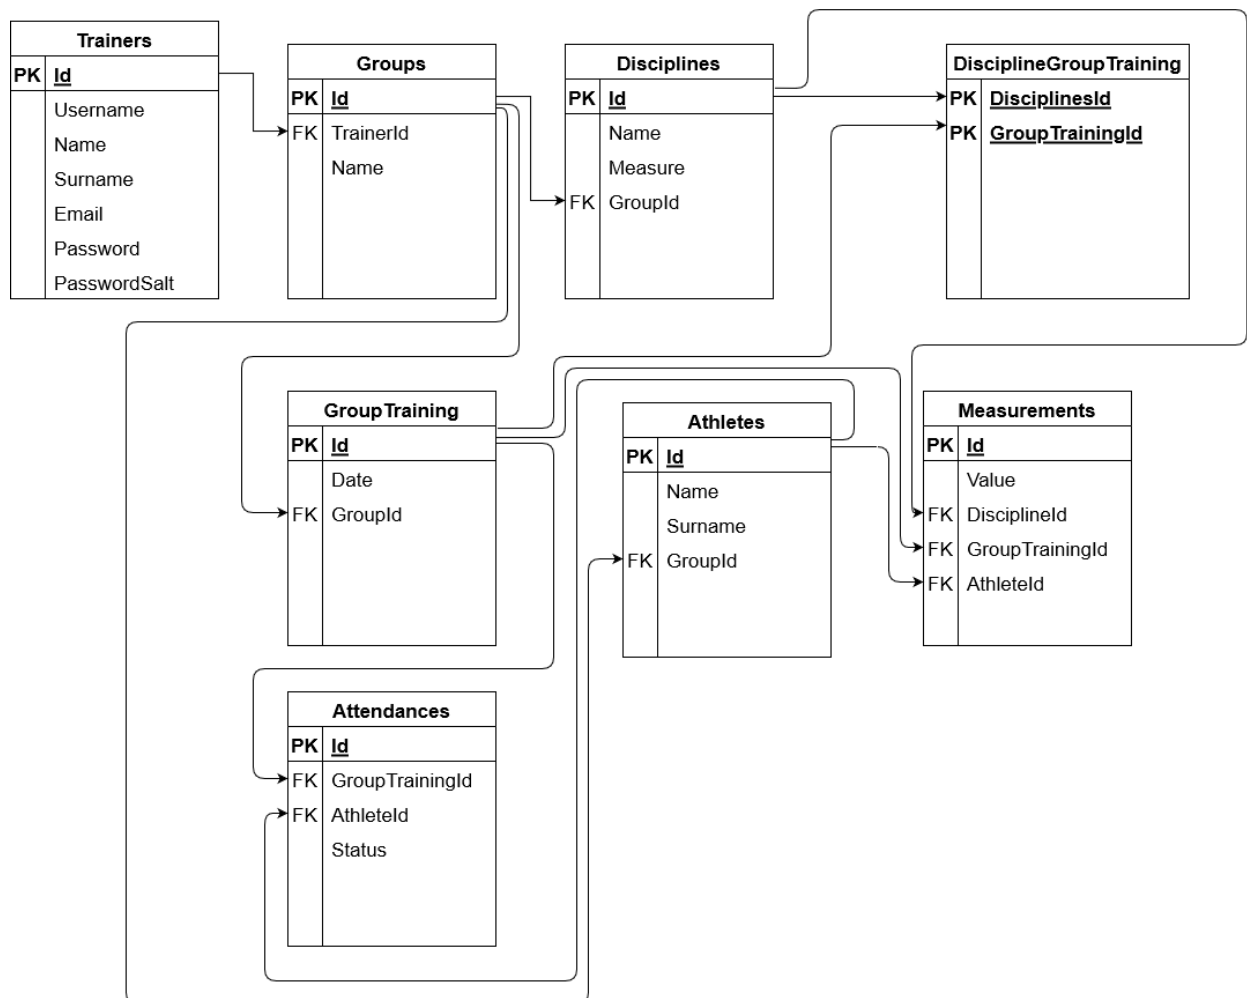 Trainers
PK Id
Username
Name
Surname
Email
Password
PasswordSalt
Groups
PK Id
FK TrainerId
Name
Disciplines
PK Id
Name
Measure
FK GroupId
DisciplineGroupTraining
PK DisciplinesId
PK GroupTrainingId
GroupTraining
PK Id
Date
FK GroupId
Athletes
PK Id
Name
Surname
FK GroupId
Measurements
PK Id
Value
FK DisciplineId
FK GroupTrainingId
FK AthleteId
Attendances
PK Id
FK GroupTrainingId
FK AthleteId
Status